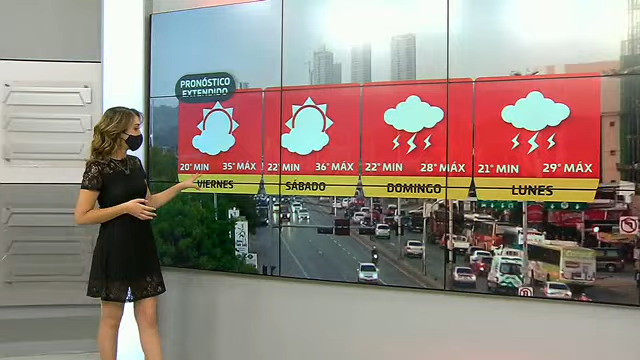 PRONÓSTICO
EXTENDIDO
20° MIN 35° MÁX
VIERNES
22° MIN 36° MÁX
SÁBADO
22° MIN 28° MÁX
DOMINGO
21° MIN 29° MÁX
LUNES